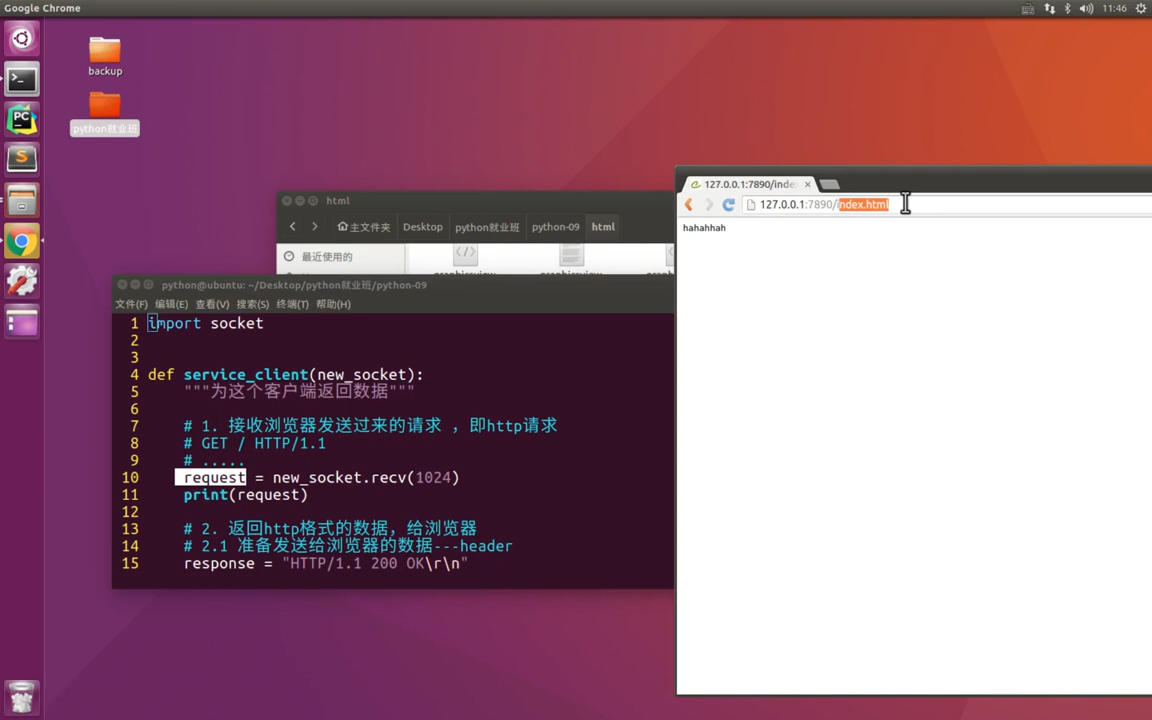 Google Chrome
11:46
backup
python就业班
html
主文件夹 Desktop python就业班 python-09 html
最近使用的
python@ubuntu: ~/Desktop/python就业班/python-09
文件(F) 编辑(E) 查看(V) 搜索(S) 终端(T) 帮助(H)
1 import socket
2
3
4 def service_client(new_socket):
5 """为这个客户端返回数据"""
6
7 # 1. 接收浏览器发送过来的请求 ，即http请求
8 # GET / HTTP/1.1
9 # .....
10 request = new_socket.recv(1024)
11 print(request)
12
13 # 2. 返回http格式的数据，给浏览器
14 # 2.1 准备发送给浏览器的数据---header
15 response = "HTTP/1.1 200 OK\r\n"
127.0.0.1:7890/inde
127.0.0.1:7890/index.html
hahahhah